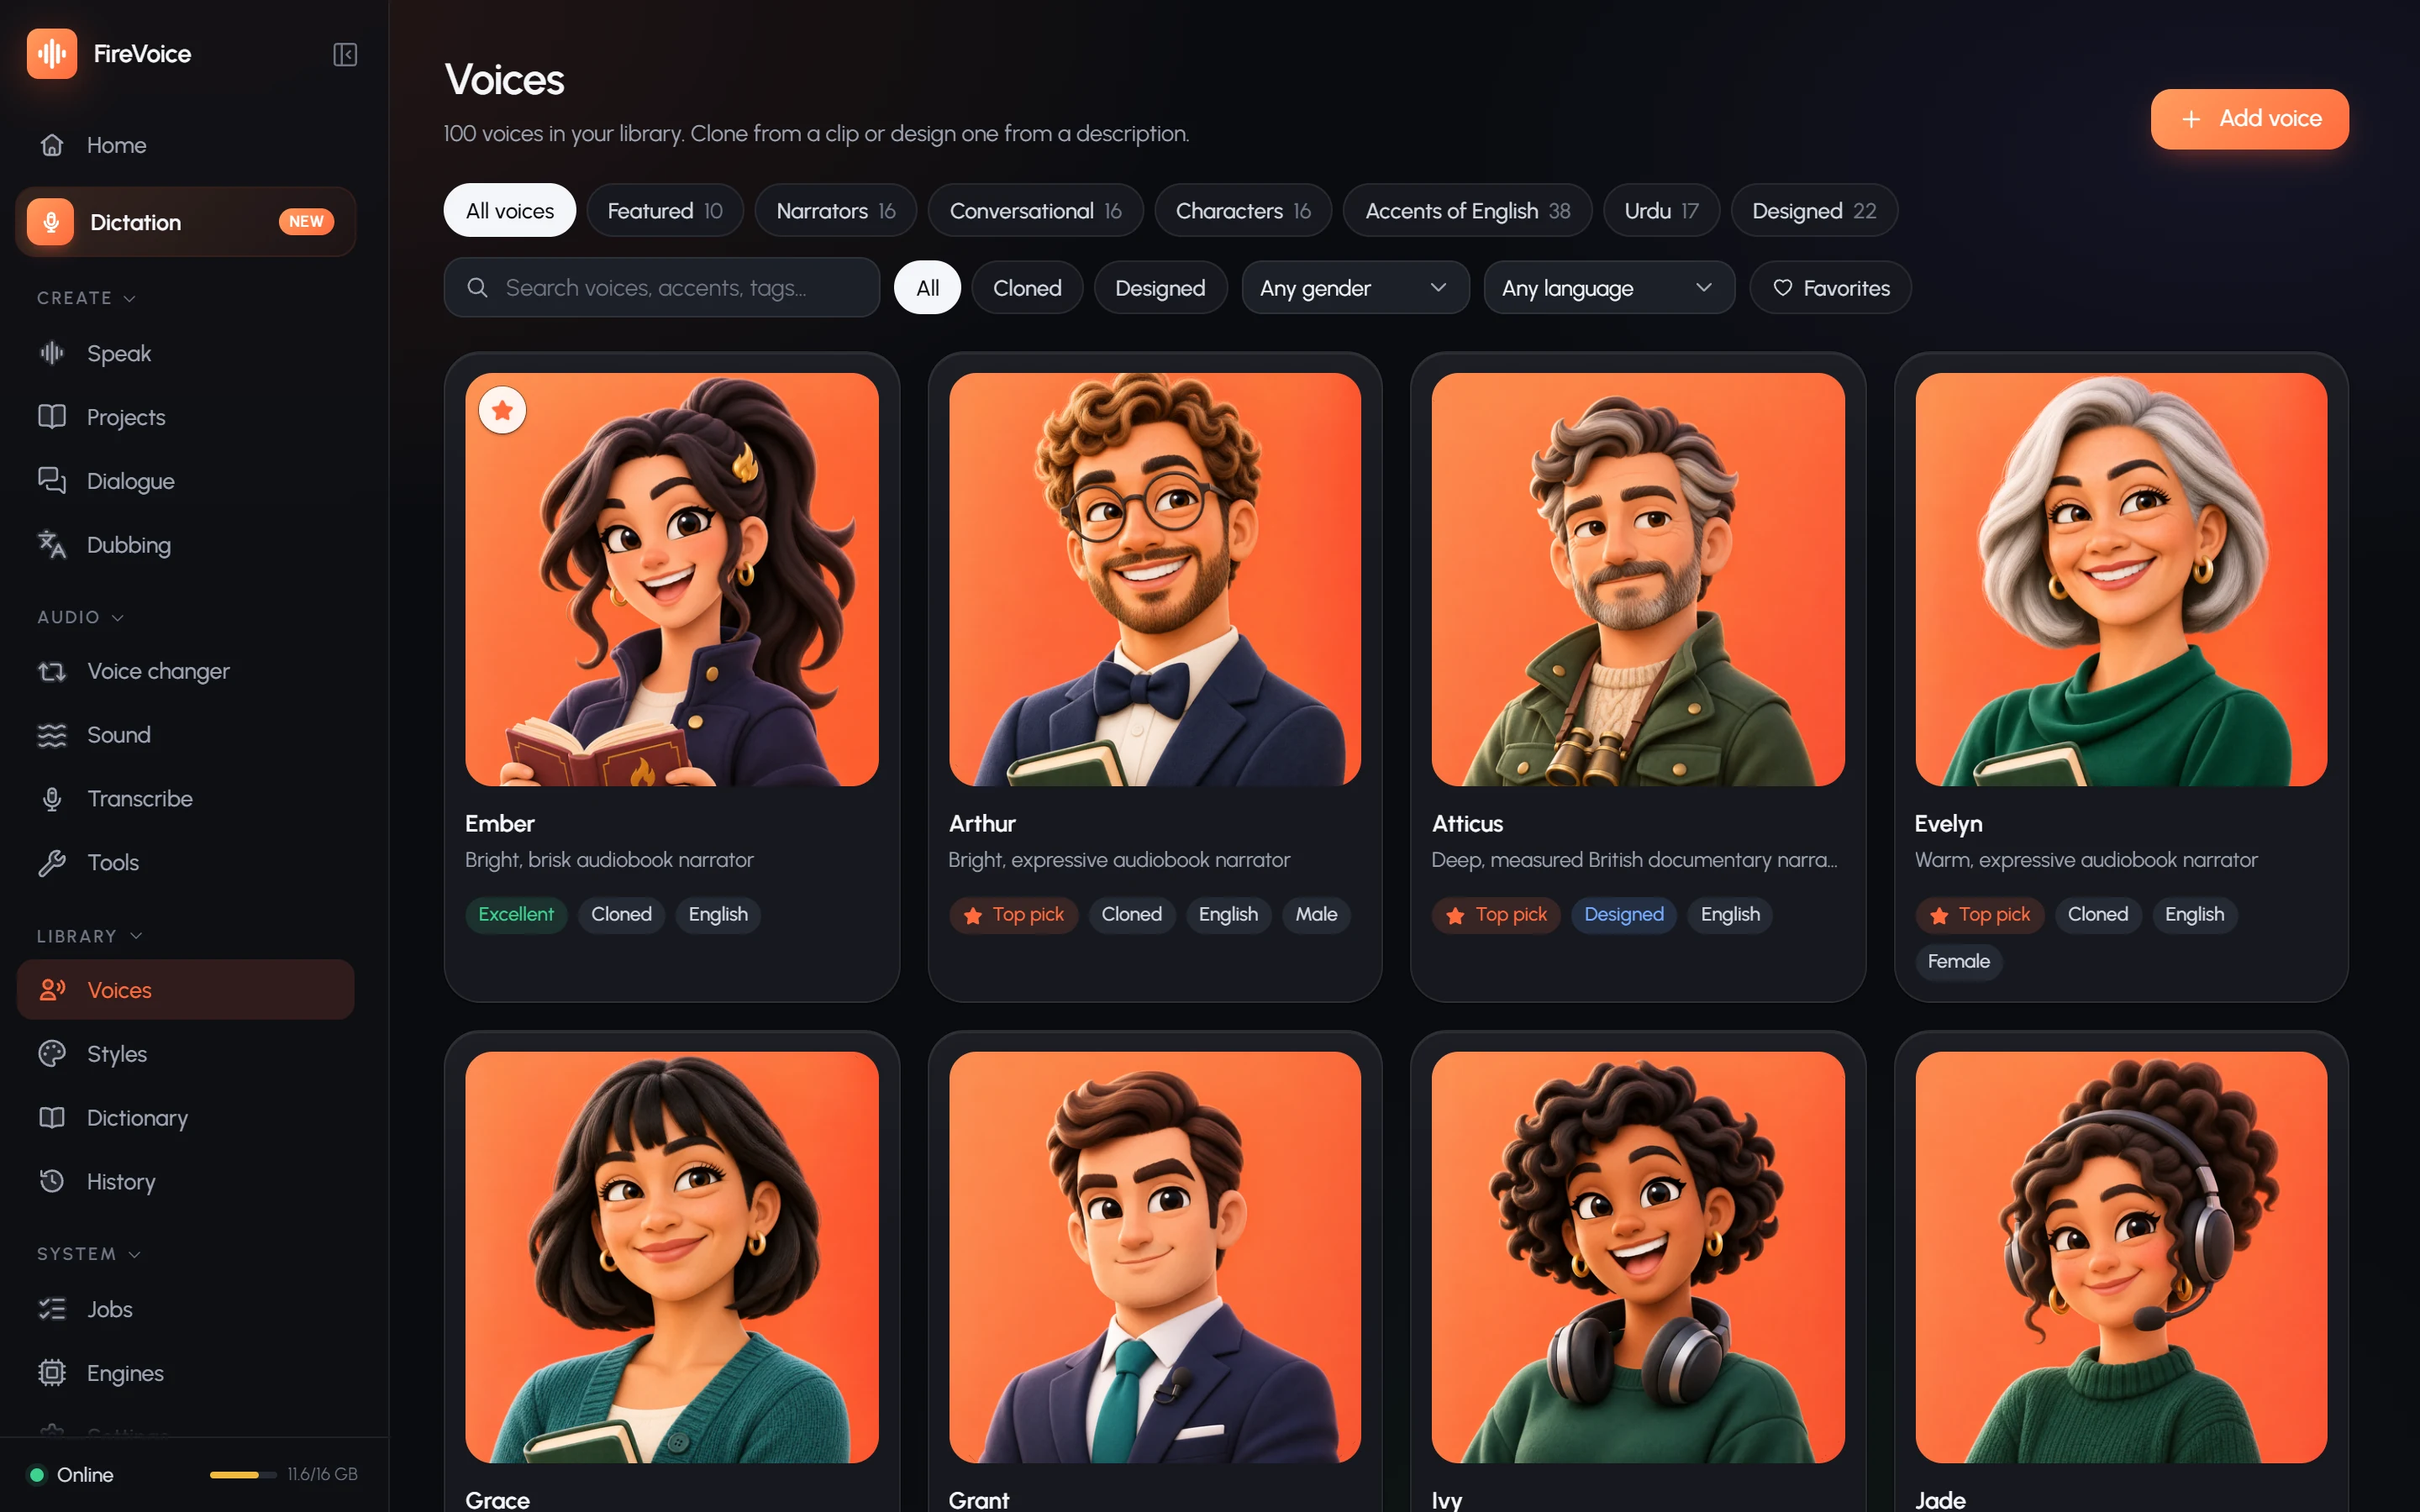 FireVoice
Home
Dictation NEW
CREATE
Speak
Projects
Dialogue
Dubbing
AUDIO
Voice changer
Sound
Transcribe
Tools
LIBRARY
Voices
Styles
Dictionary
History
SYSTEM
Jobs
Engines
Settings
Online 11.6/16 GB
Voices
100 voices in your library. Clone from a clip or design one from a description.
Add voice
All voices Featured 10 Narrators 16 Conversational 16 Characters 16 Accents of English 38 Urdu 17 Designed 22
Search voices, accents, tags... All Cloned Designed Any gender Any language Favorites
Ember
Bright, brisk audiobook narrator
Excellent Cloned English
Arthur
Bright, expressive audiobook narrator
Top pick Cloned English Male
Atticus
Deep, measured British documentary narra...
Top pick Designed English
Evelyn
Warm, expressive audiobook narrator
Top pick Cloned English
Female
Grace
Grant
Ivy
Jade